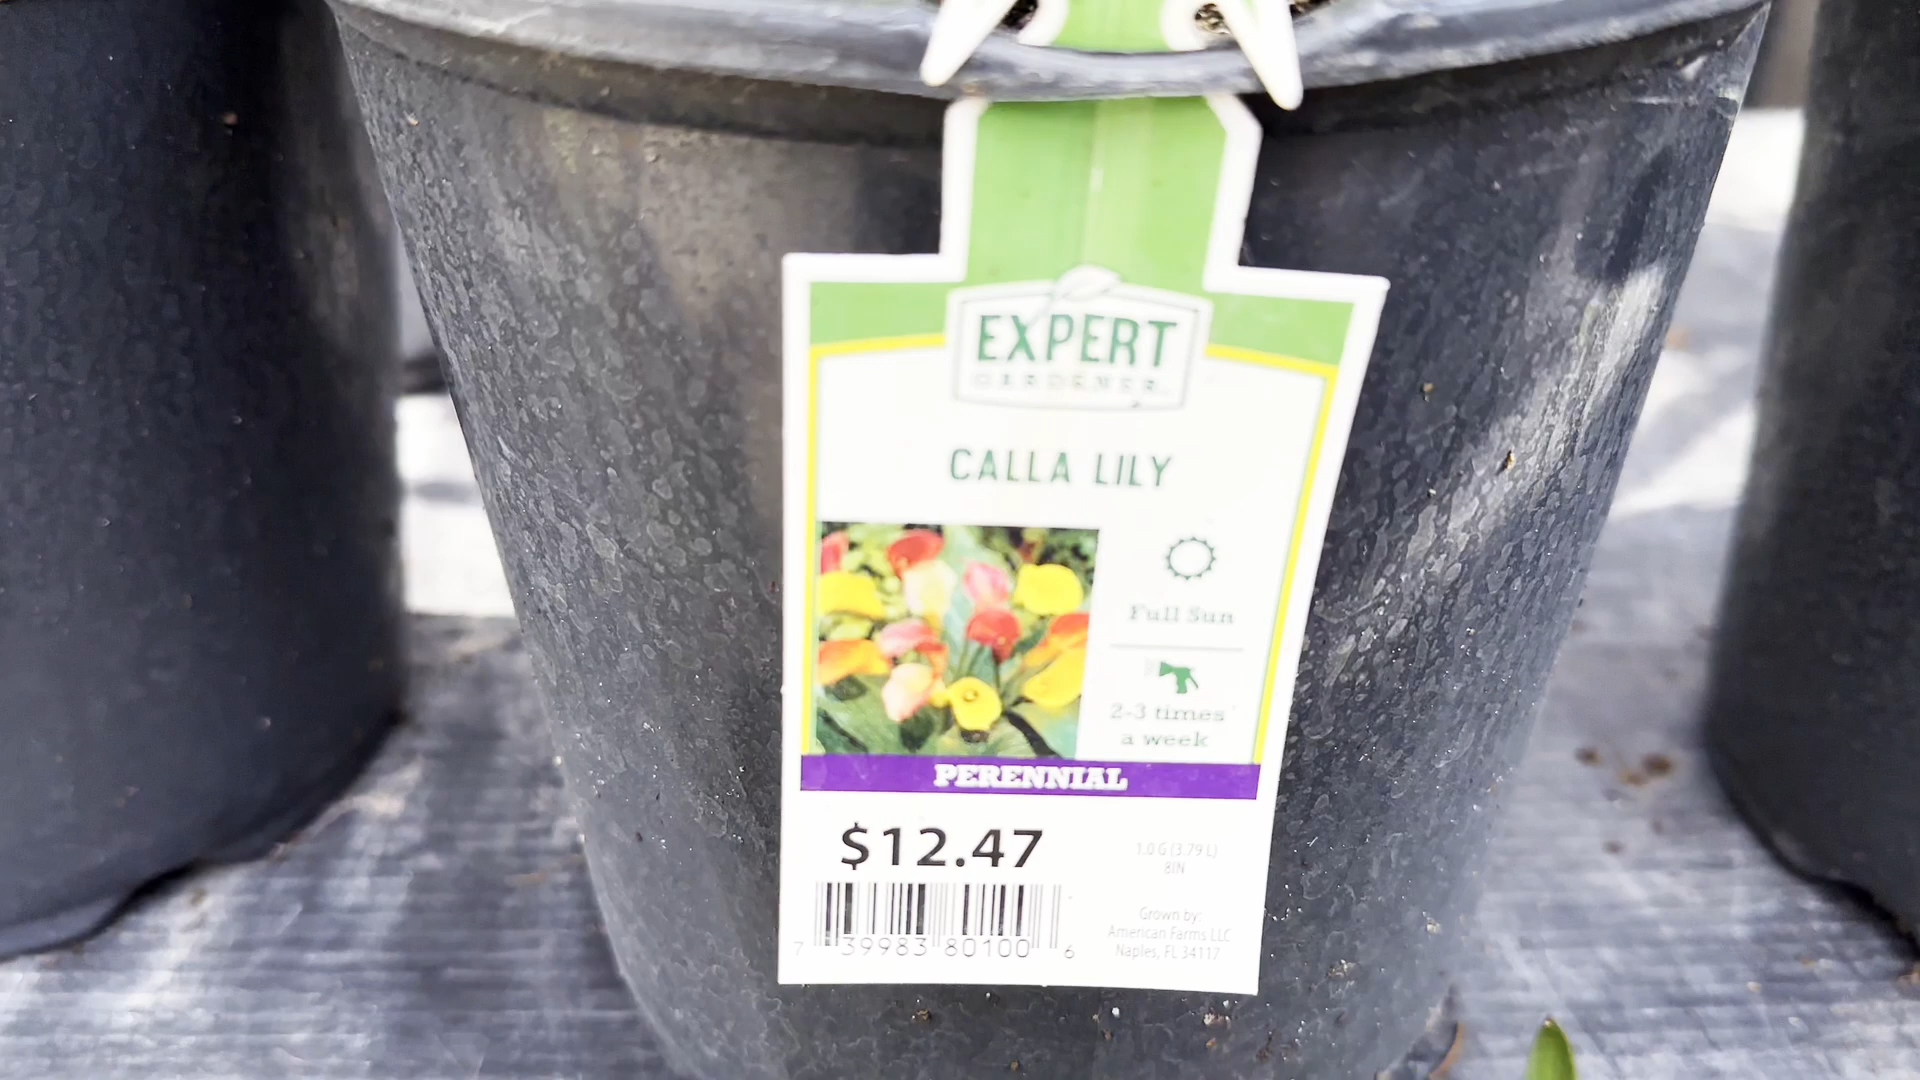 EXPERT
GARDENER
CALLA LILY
Full Sun
2-3 times
a week
PERENNIAL
$12.47
1.0 G (3.79 L)
8IN
7 39983 80100 6
Grown by:
American Farms LLC
Naples, FL 34117